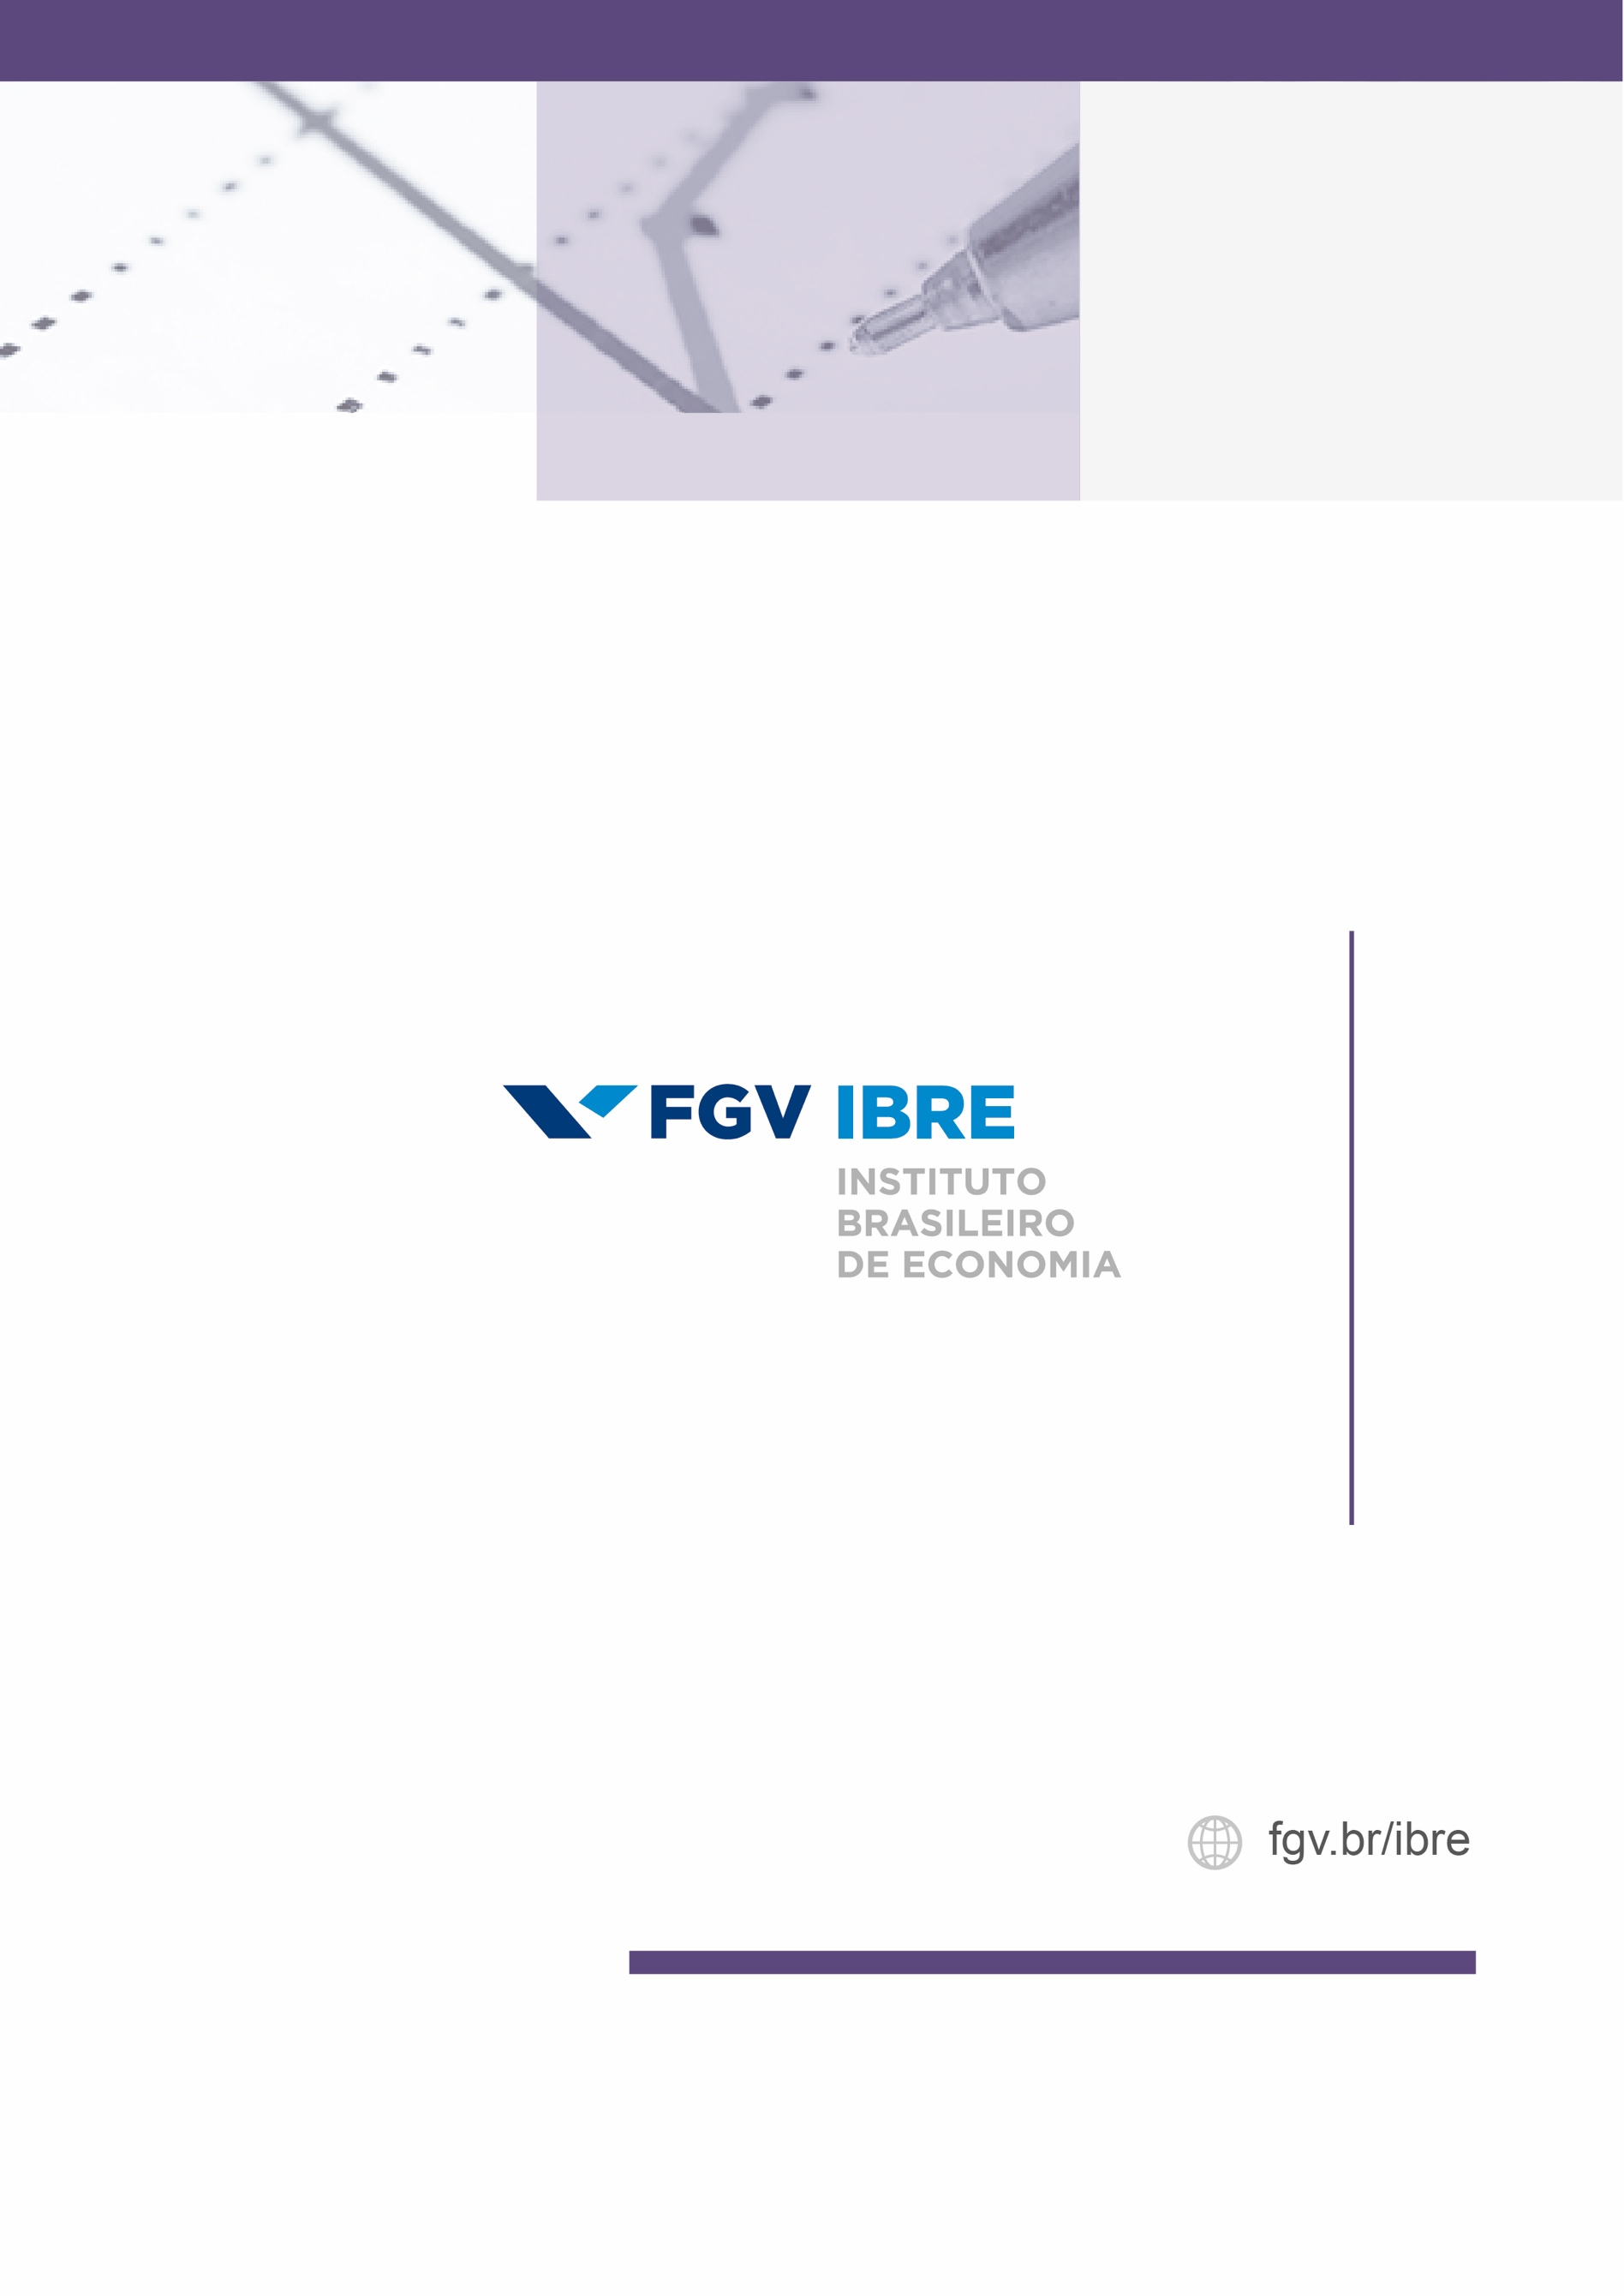 FGV IBRE
INSTITUTO
BRASILEIRO
DE ECONOMIA
fgv.br/ibre